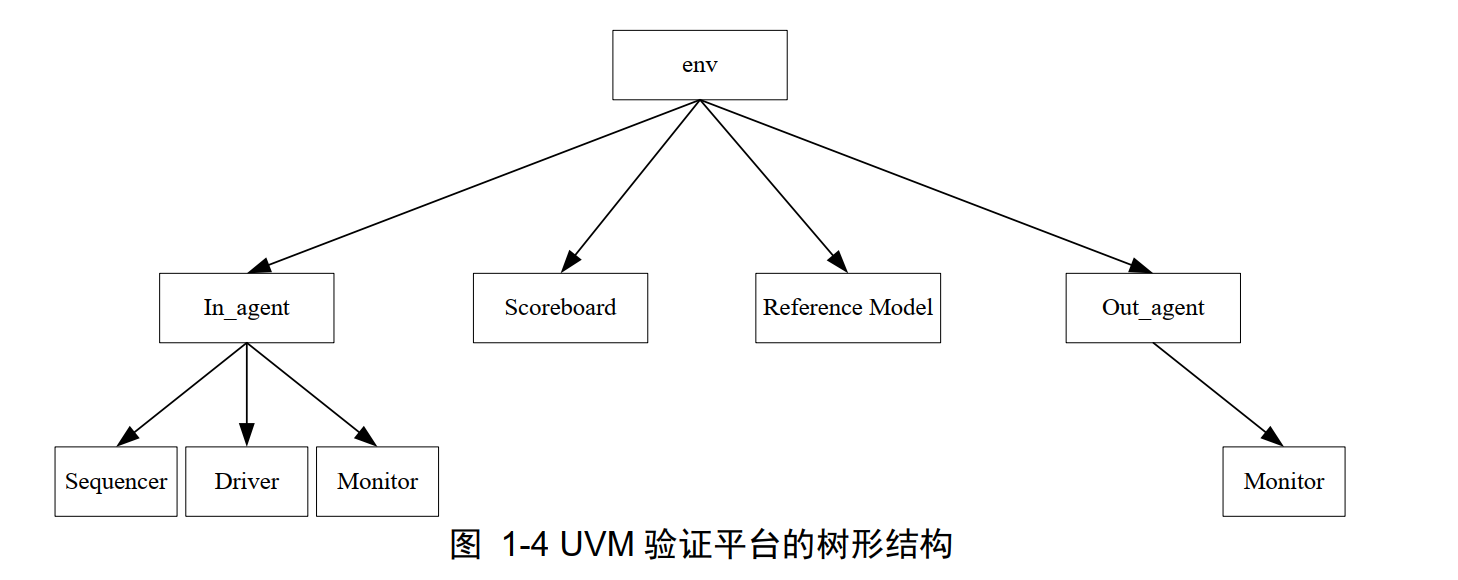 env
In_agent
Scoreboard
Reference Model
Out_agent
Sequencer
Driver
Monitor
Monitor
图 1-4 UVM 验证平台的树形结构